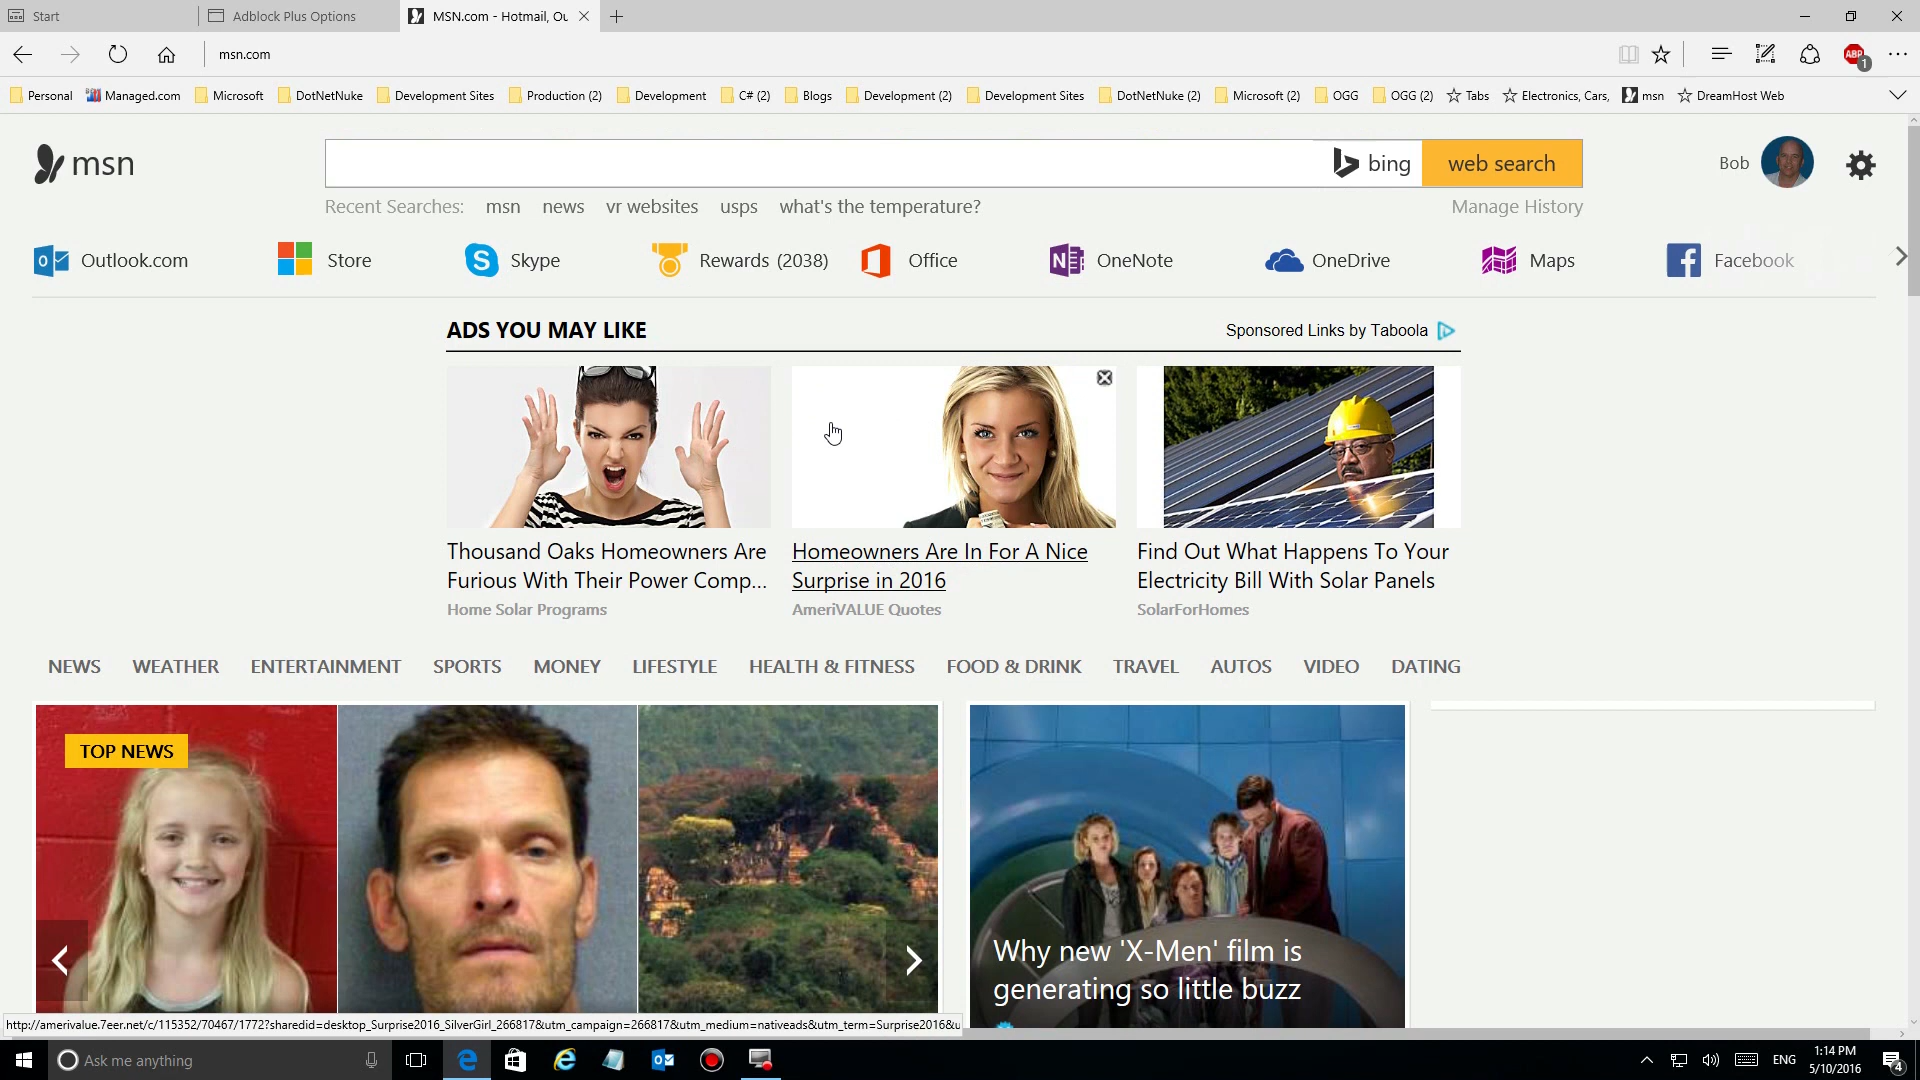 Start
Adblock Plus Options
MSN.com - Hotmail, Ou
msn.com
ABP
1
Personal
Managed.com
Microsoft
DotNetNuke
Development Sites
Production (2)
Development
C# (2)
Blogs
Development (2)
Development Sites
DotNetNuke (2)
Microsoft (2)
OGG
OGG (2)
Tabs
Electronics, Cars,
msn
DreamHost Web
msn
bing
web search
Bob
Recent Searches:
msn
news
vr websites
usps
what's the temperature?
Manage History
Outlook.com
Store
Skype
Rewards (2038)
Office
OneNote
OneDrive
Maps
Facebook
ADS YOU MAY LIKE
Sponsored Links by Taboola
Thousand Oaks Homeowners Are
Furious With Their Power Comp...
Home Solar Programs
Homeowners Are In For A Nice
Surprise in 2016
AmeriVALUE Quotes
Find Out What Happens To Your
Electricity Bill With Solar Panels
SolarForHomes
NEWS
WEATHER
ENTERTAINMENT
SPORTS
MONEY
LIFESTYLE
HEALTH & FITNESS
FOOD & DRINK
TRAVEL
AUTOS
VIDEO
DATING
TOP NEWS
Why new 'X-Men' film is
generating so little buzz
http://amerivalue.7eer.net/c/115352/70467/1772?sharedid=desktop_Surprise2016_SilverGirl_266817&utm_campaign=266817&utm_medium=nativeads&utm_term=Surprise2016&u
Ask me anything
ENG
1:14 PM
5/10/2016
4